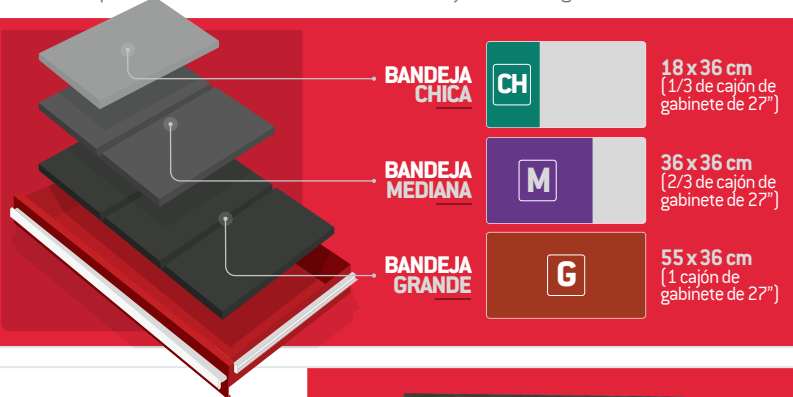 BANDEJA
CHICA
CH
18 x 36 cm
(1/3 de cajón de
gabinete de 27”)
BANDEJA
MEDIANA
M
36 x 36 cm
(2/3 de cajón de
gabinete de 27”)
BANDEJA
GRANDE
G
55 x 36 cm
(1 cajón de
gabinete de 27”)